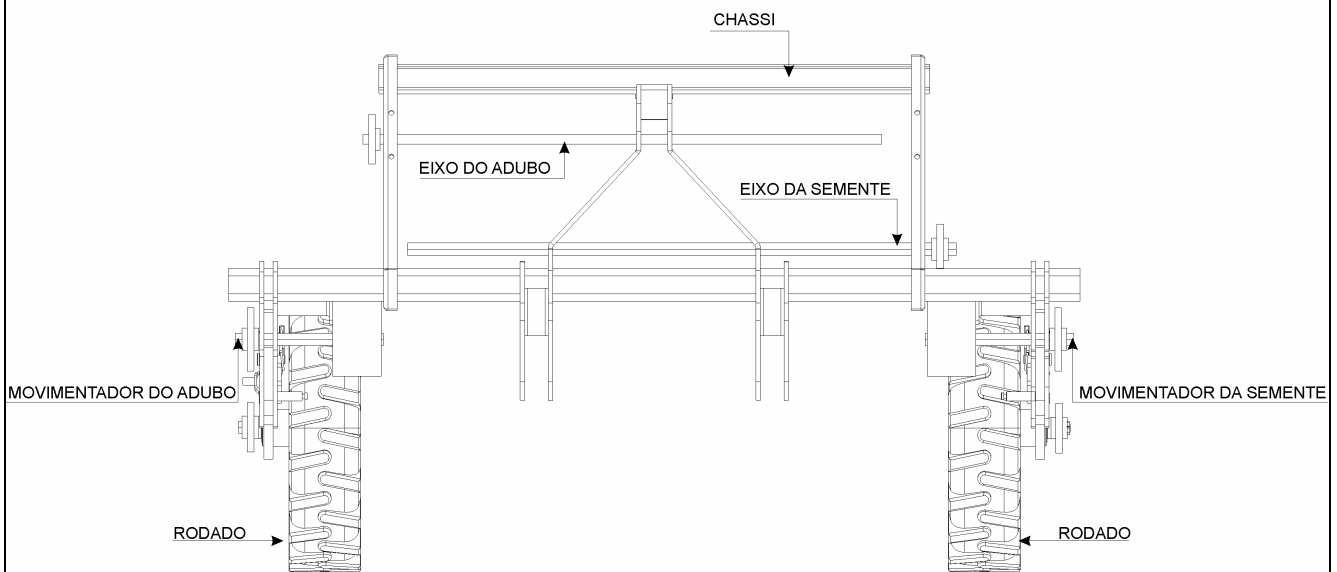 CHASSI
EIXO DO ADUBO
EIXO DA SEMENTE
MOVIMENTADOR DO ADUBO
MOVIMENTADOR DA SEMENTE
RODADO
RODADO